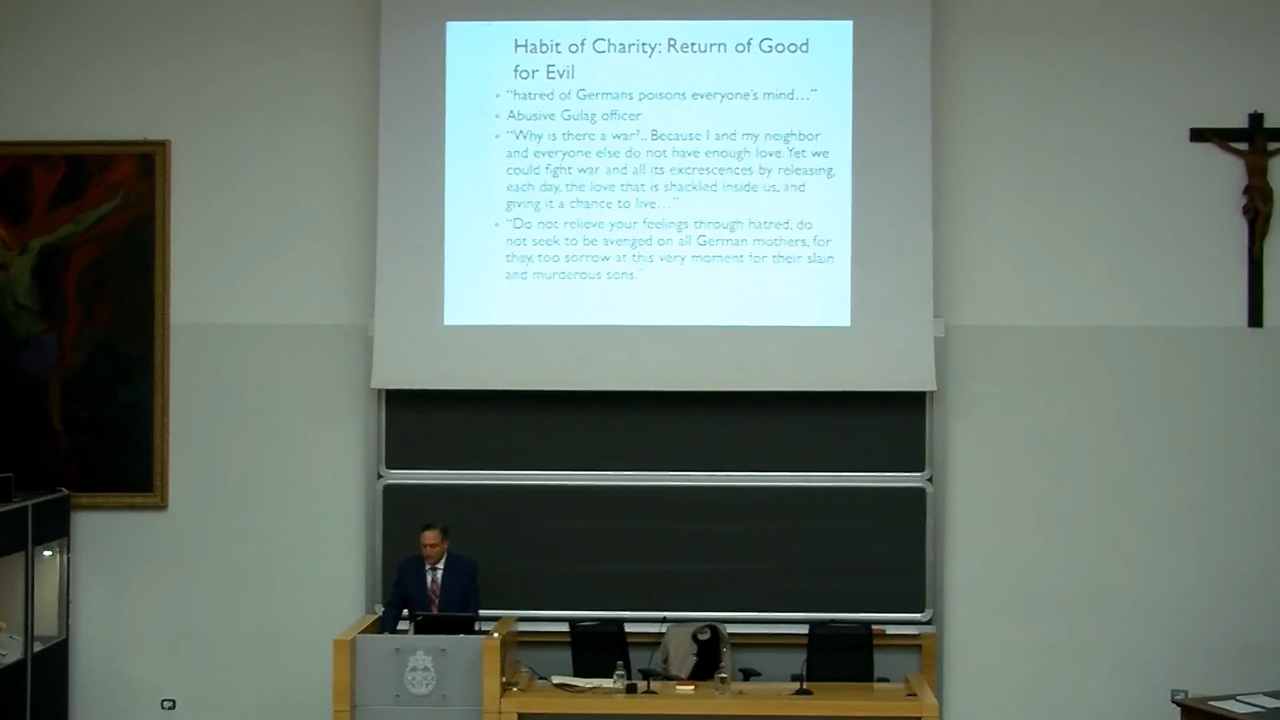 Habit of Charity: Return of Good
for Evil
• "hatred of Germans poisons everyone's mind…"
• Abusive Gulag officer
• "Why is there a war?.. Because I and my neighbor
and everyone else do not have enough love. Yet we
could fight war and all its excrescences by releasing,
each day, the love that is shackled inside us, and
giving it a chance to live…"
• "Do not relieve your feelings through hatred, do
not seek to be avenged on all German mothers, for
they, too sorrow at this very moment for their slain
and murderous sons."